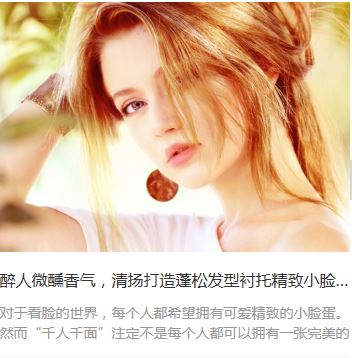 醉人微醺香气，清扬打造蓬松发型衬托精致小脸...
对于看脸的世界，每个人都希望拥有可爱精致的小脸蛋。
然而“千人千面”注定不是每个人都可以拥有一张完美的